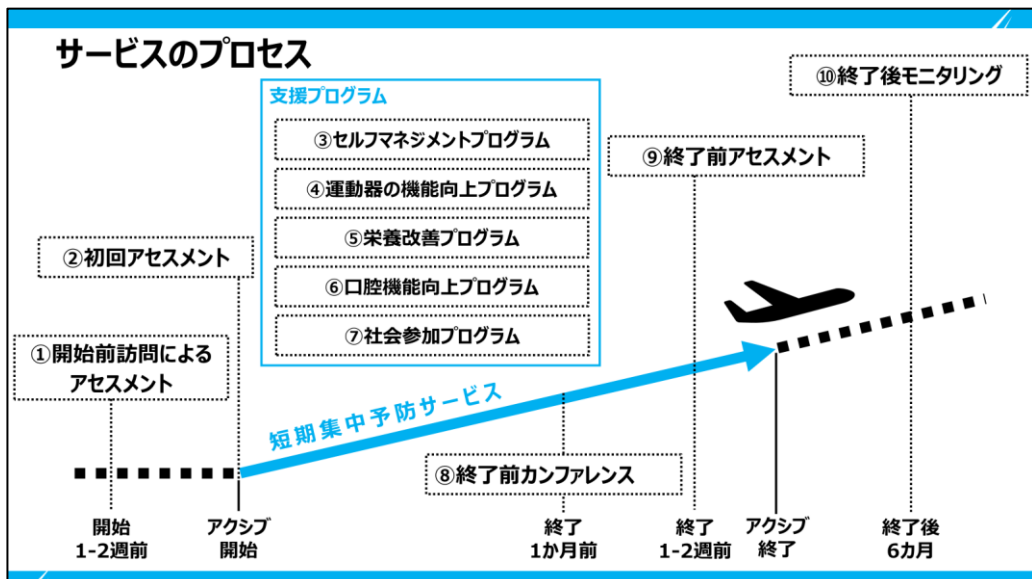 サービスのプロセス
⑩終了後モニタリング
支援プログラム
③セルフマネジメントプログラム
⑨終了前アセスメント
④運動器の機能向上プログラム
⑤栄養改善プログラム
②初回アセスメント
⑥口腔機能向上プログラム
⑦社会参加プログラム
①開始前訪問による
アセスメント
短期集中予防サービス
⑧終了前カンファレンス
開始
1-2週前
アクシブ
開始
終了
1か月前
終了
1-2週前
アクシブ
終了
終了後
6カ月